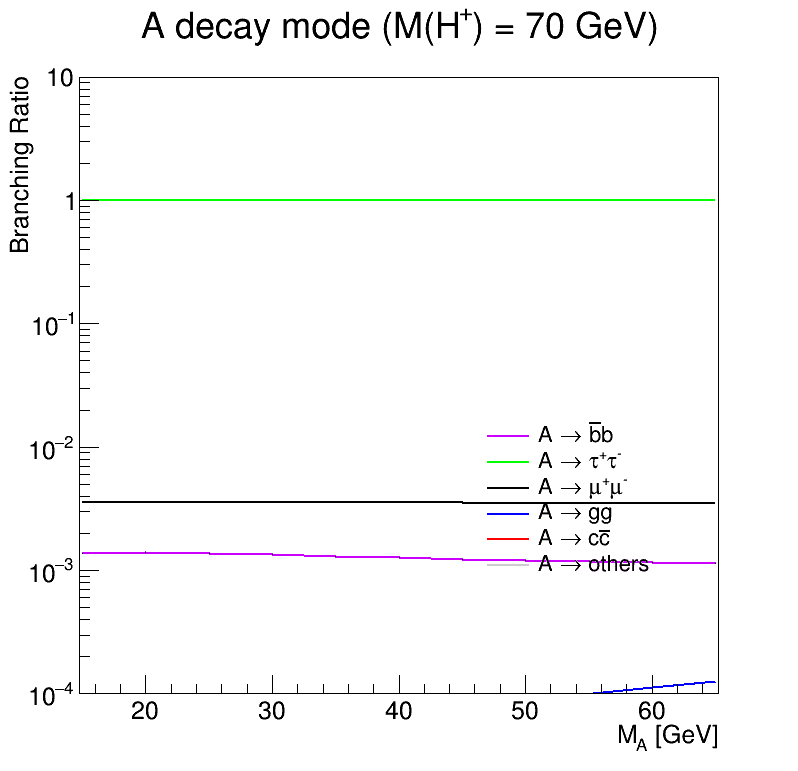 A decay mode (M(H⁺) = 70 GeV)
Branching Ratio
10
1
10⁻¹
10⁻²
10⁻³
10⁻⁴
A → b̅b
A → τ⁺τ⁻
A → μ⁺μ⁻
A → gg
A → cc̅
A → others
20 30 40 50 60
M_A [GeV]